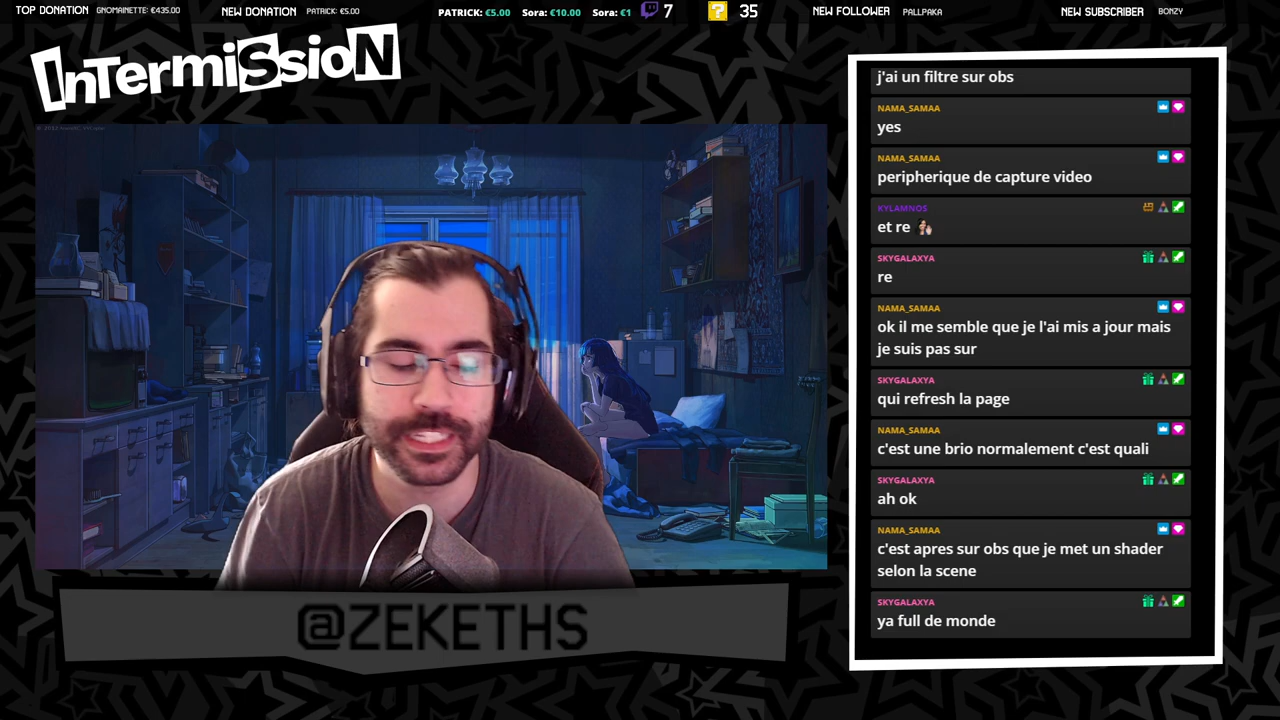 TOP DONATION GNOMAINETTE: €435.00 NEW DONATION PATRICK: €5.00 PATRICK: €5.00 Sora: €10.00 Sora: €1 7 35 NEW FOLLOWER PALLPAKA NEW SUBSCRIBER BONZY
InTermiSSioN
j'ai un filtre sur obs
NAMA_SAMAA
yes
NAMA_SAMAA
peripherique de capture video
KYLAMNOS
et re
SKYGALAXYA
re
NAMA_SAMAA
ok il me semble que je l'ai mis a jour mais
je suis pas sur
SKYGALAXYA
qui refresh la page
NAMA_SAMAA
c'est une brio normalement c'est quali
SKYGALAXYA
ah ok
NAMA_SAMAA
c'est apres sur obs que je met un shader
selon la scene
SKYGALAXYA
ya full de monde
@ZEKETHS